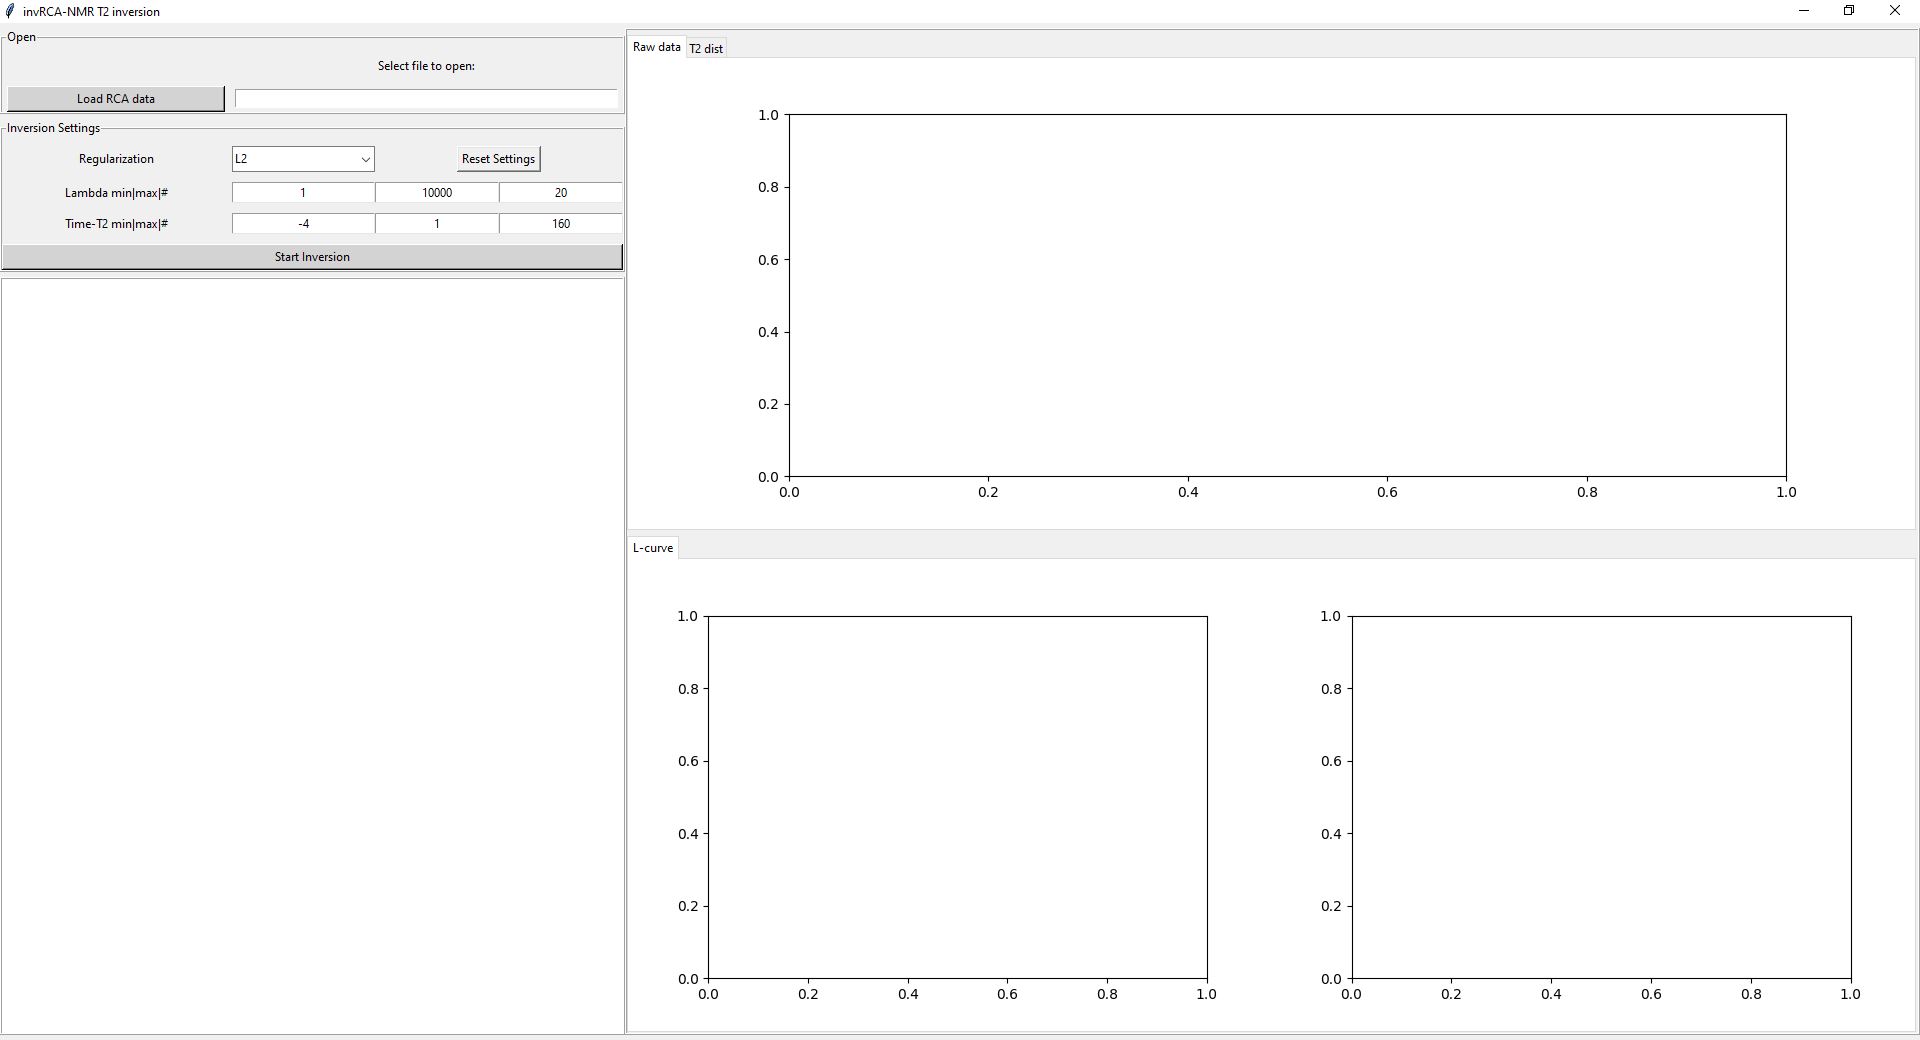 invRCA-NMR T2 inversion
Open
Select file to open:
Load RCA data
Inversion Settings
Regularization L2 Reset Settings
Lambda min|max|# 1 10000 20
Time-T2 min|max|# -4 1 160
Start Inversion
Raw data T2 dist
1.0
0.8
0.6
0.4
0.2
0.0
0.0 0.2 0.4 0.6 0.8 1.0
L-curve
1.0
0.8
0.6
0.4
0.2
0.0
0.0 0.2 0.4 0.6 0.8 1.0
1.0
0.8
0.6
0.4
0.2
0.0
0.0 0.2 0.4 0.6 0.8 1.0